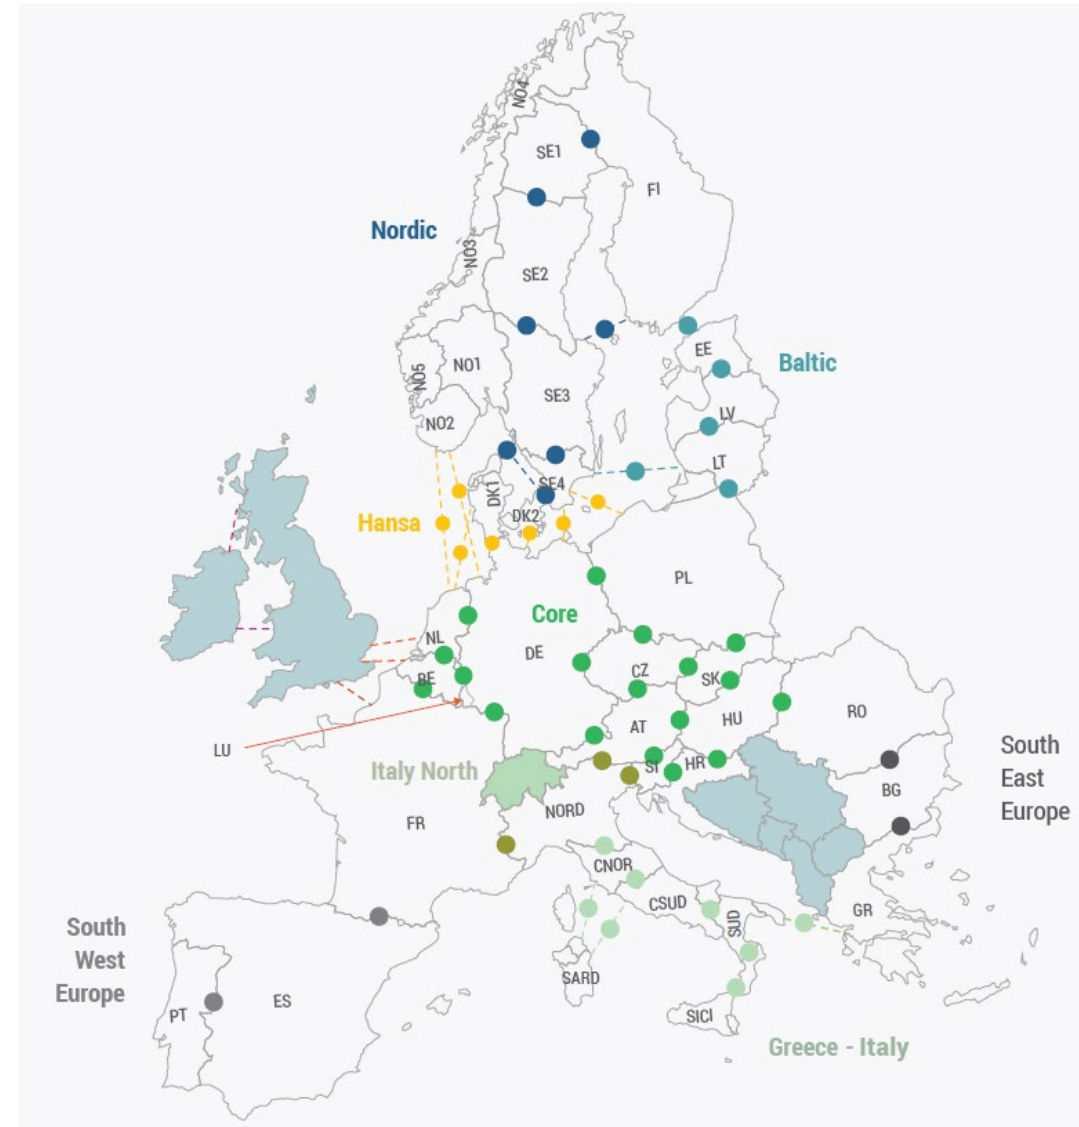 NO4
SE1
FI
Nordic
NO3
SE2
EE
NO5
NO1
Baltic
SE3
LV
NO2
LT
SE4
DK1
DK2
Hansa
PL
Core
NL
DE
CZ
BE
SK
RO
AT
HU
LU
SI
HR
South
East
Europe
Italy North
BG
NORD
FR
CNOR
CSUD
SUD
GR
South
West
Europe
SARD
ES
PT
SICI
Greece - Italy